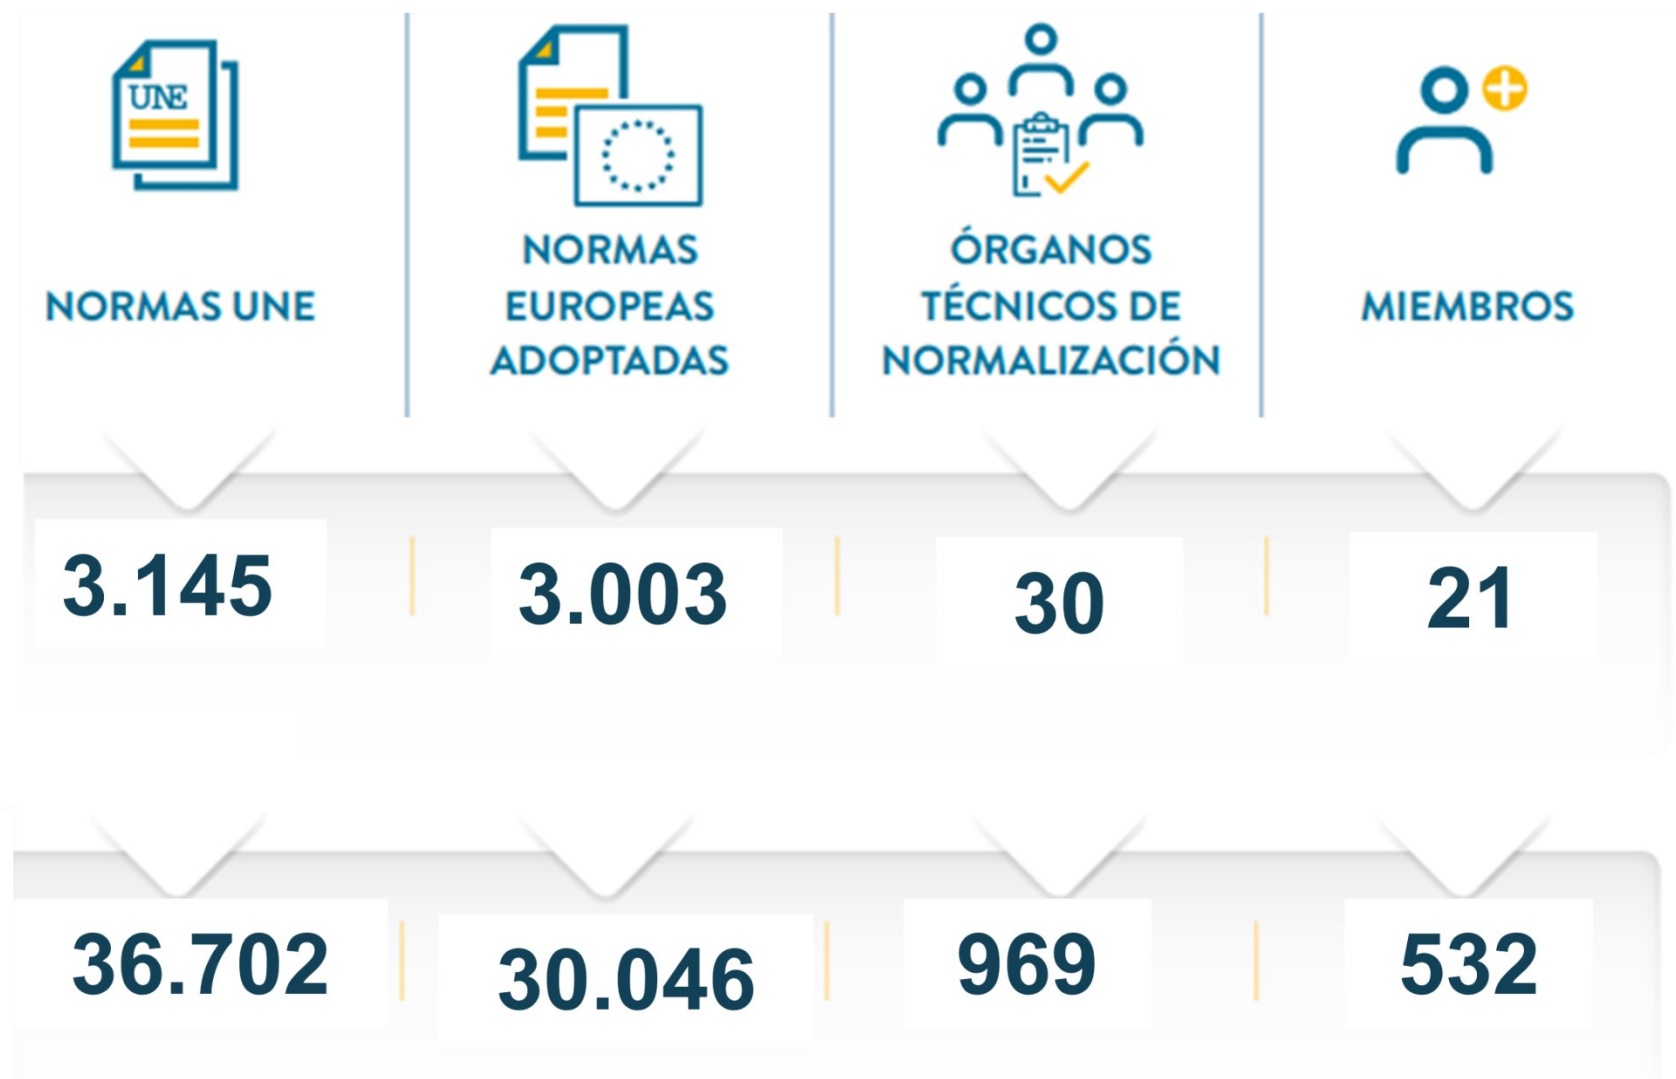 UNE
NORMAS UNE
NORMAS
EUROPEAS
ADOPTADAS
ÓRGANOS
TÉCNICOS DE
NORMALIZACIÓN
MIEMBROS
3.145
3.003
30
21
36.702
30.046
969
532